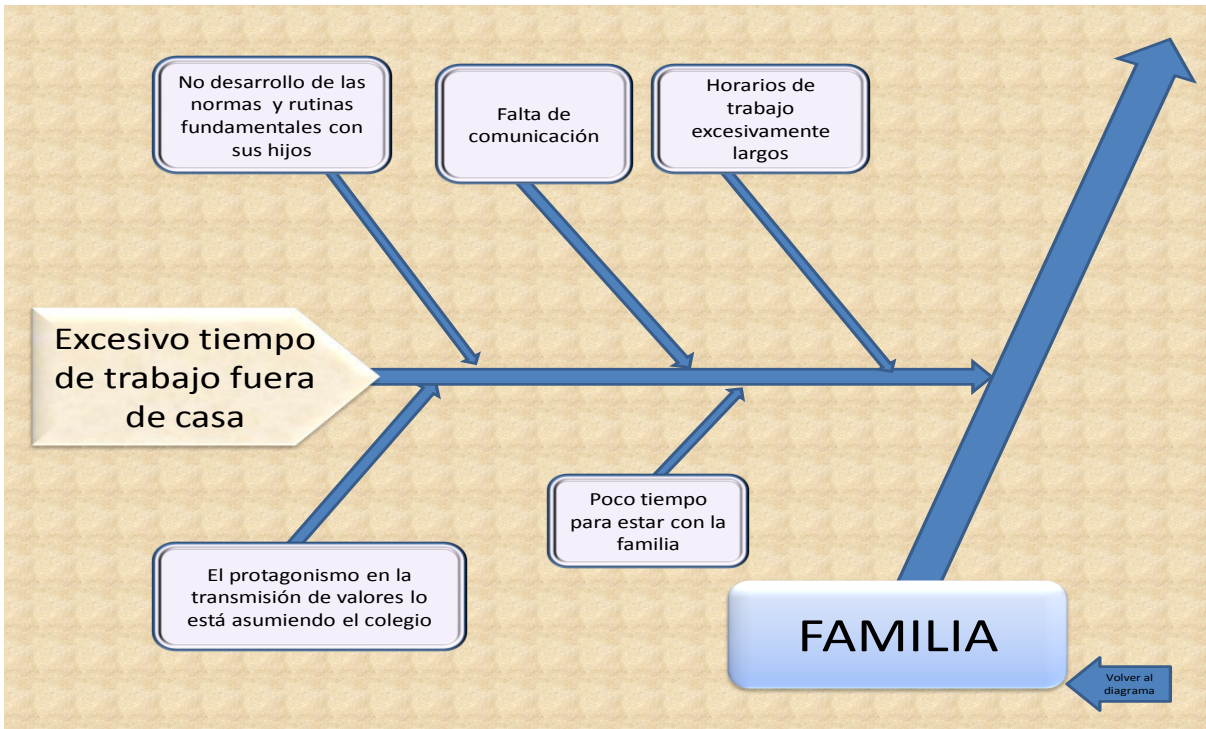 No desarrollo de las
normas y rutinas
fundamentales con
sus hijos
Falta de
comunicación
Horarios de
trabajo
excesivamente
largos
Excesivo tiempo
de trabajo fuera
de casa
El protagonismo en la
transmisión de valores lo
está asumiendo el colegio
Poco tiempo
para estar con la
familia
FAMILIA
Volver al
diagrama